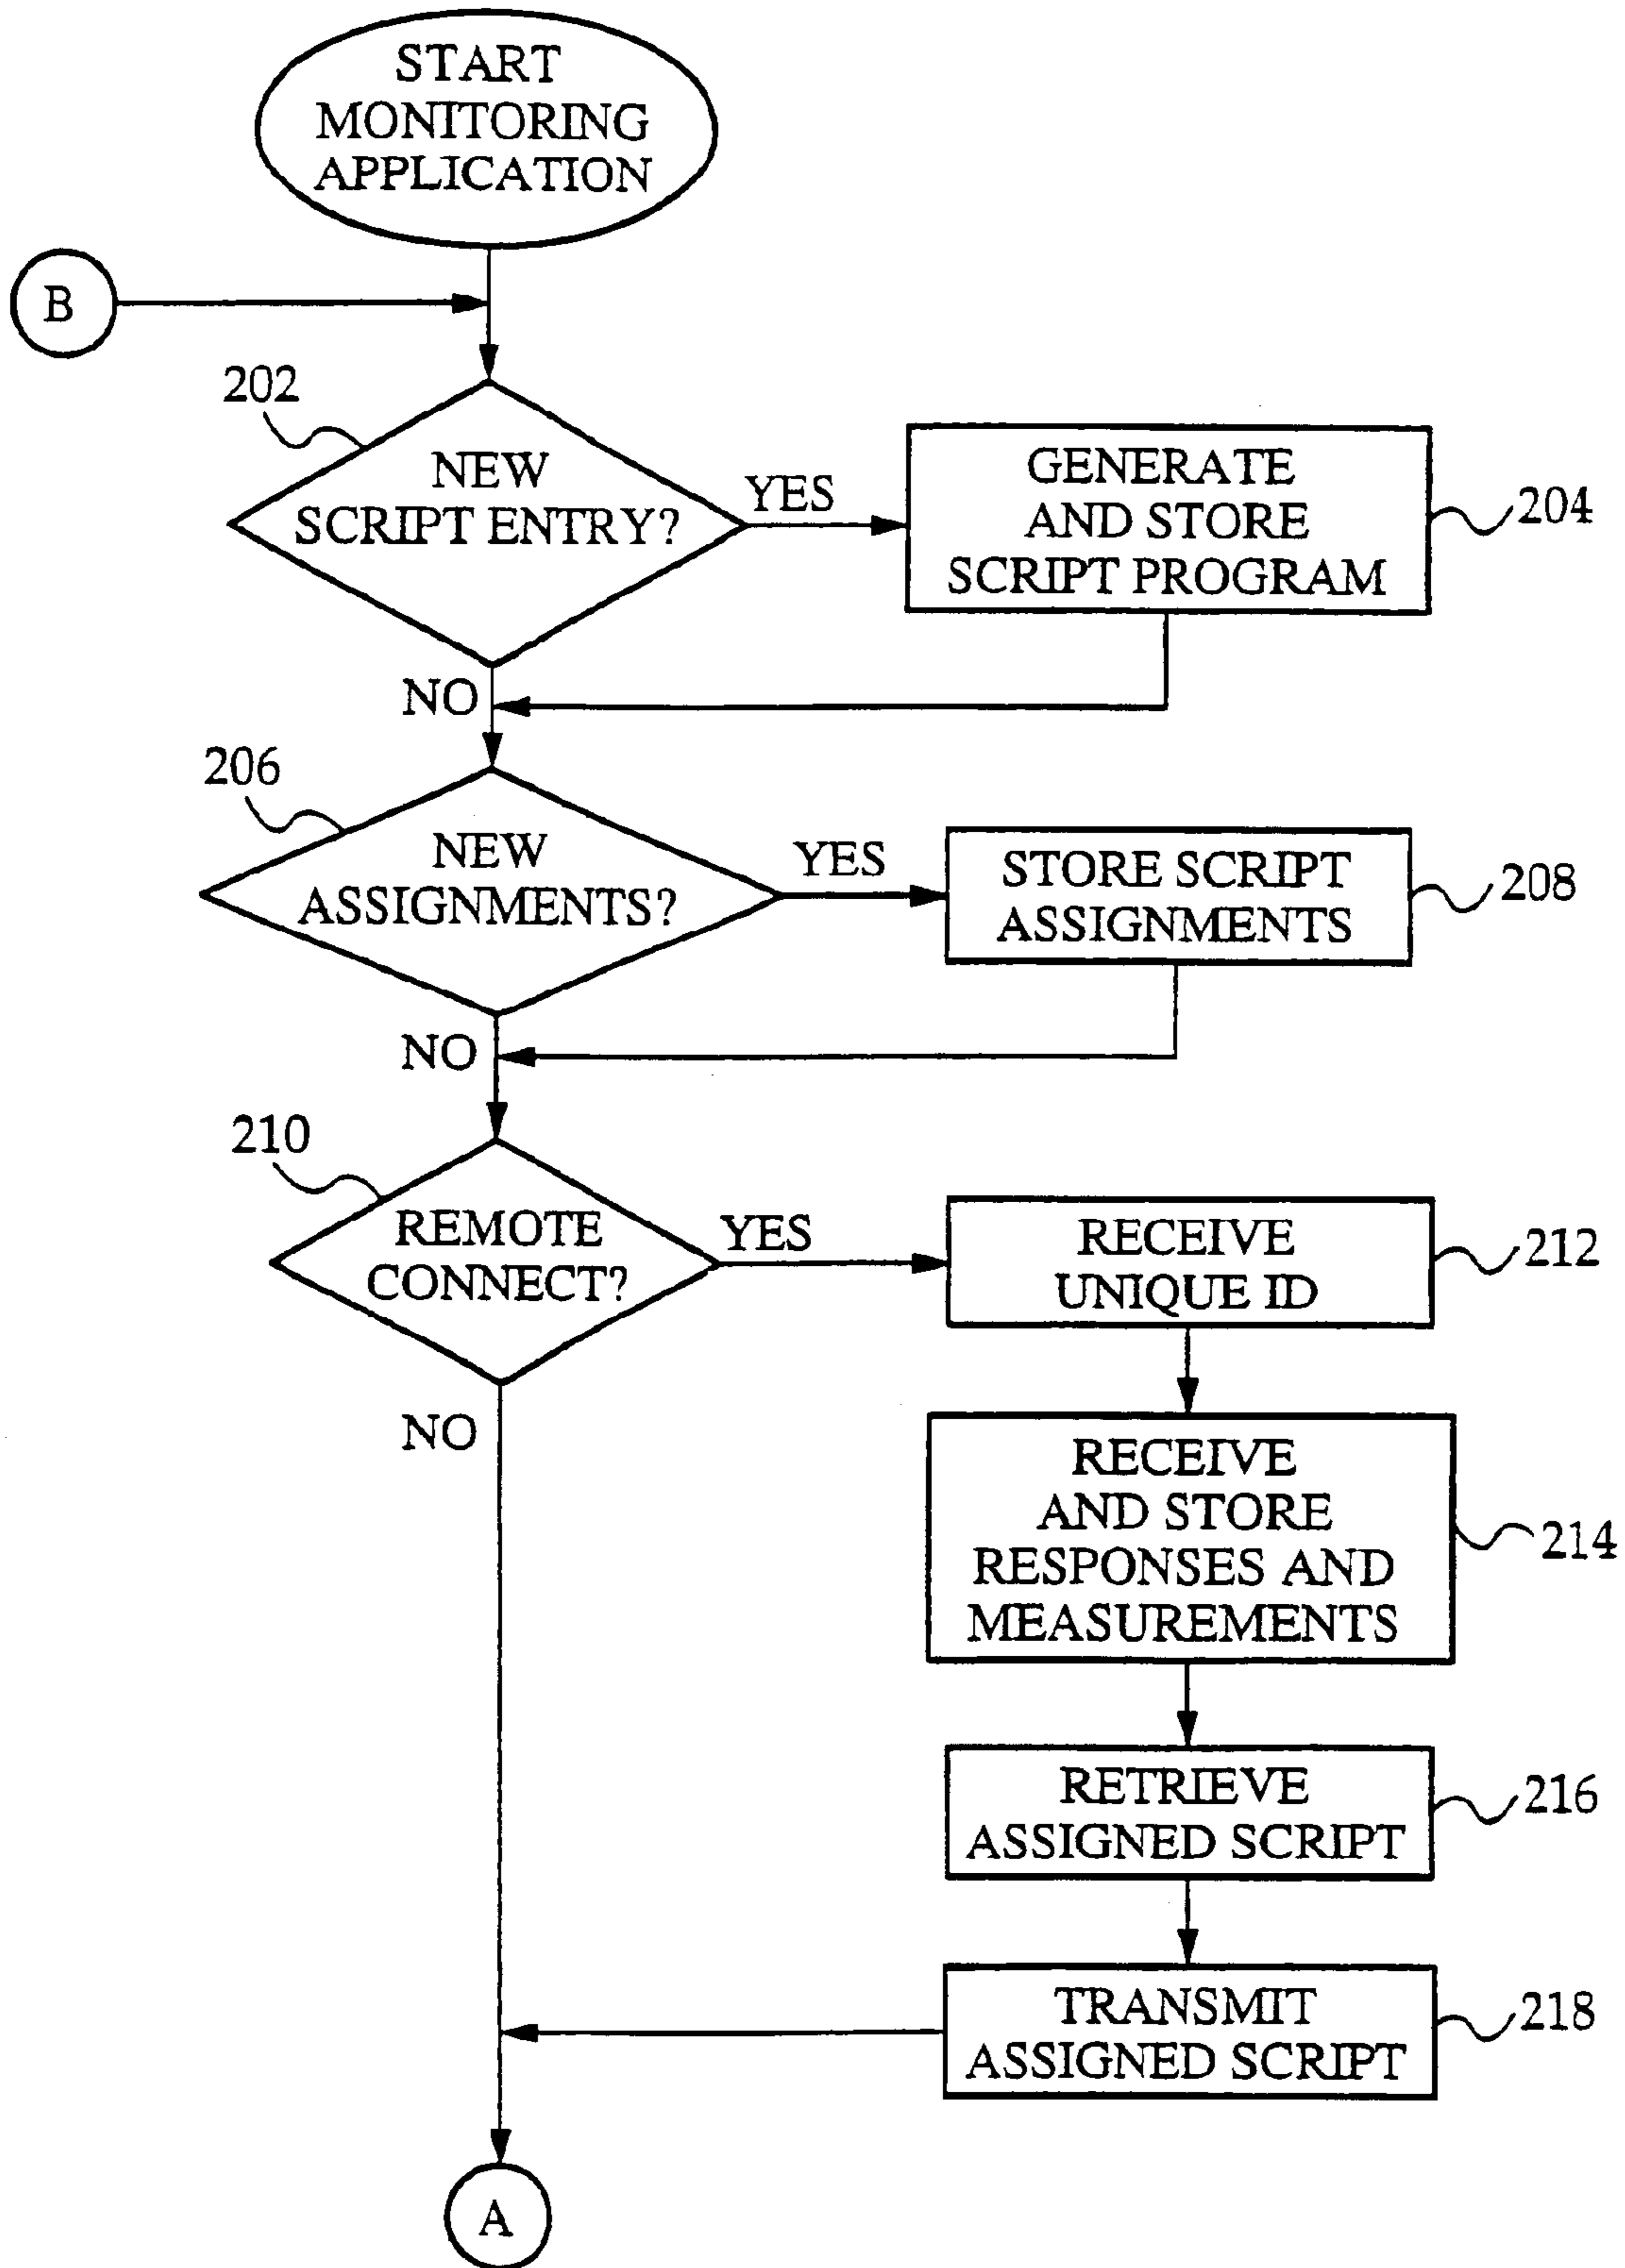 START
MONITORING
APPLICATION
B
202
NEW
SCRIPT ENTRY?
YES
GENERATE
AND STORE
SCRIPT PROGRAM
204
NO
206
NEW
ASSIGNMENTS?
YES
STORE SCRIPT
ASSIGNMENTS
208
NO
210
REMOTE
CONNECT?
YES
RECEIVE
UNIQUE ID
212
NO
RECEIVE
AND STORE
RESPONSES AND
MEASUREMENTS
214
RETRIEVE
ASSIGNED SCRIPT
216
TRANSMIT
ASSIGNED SCRIPT
218
A